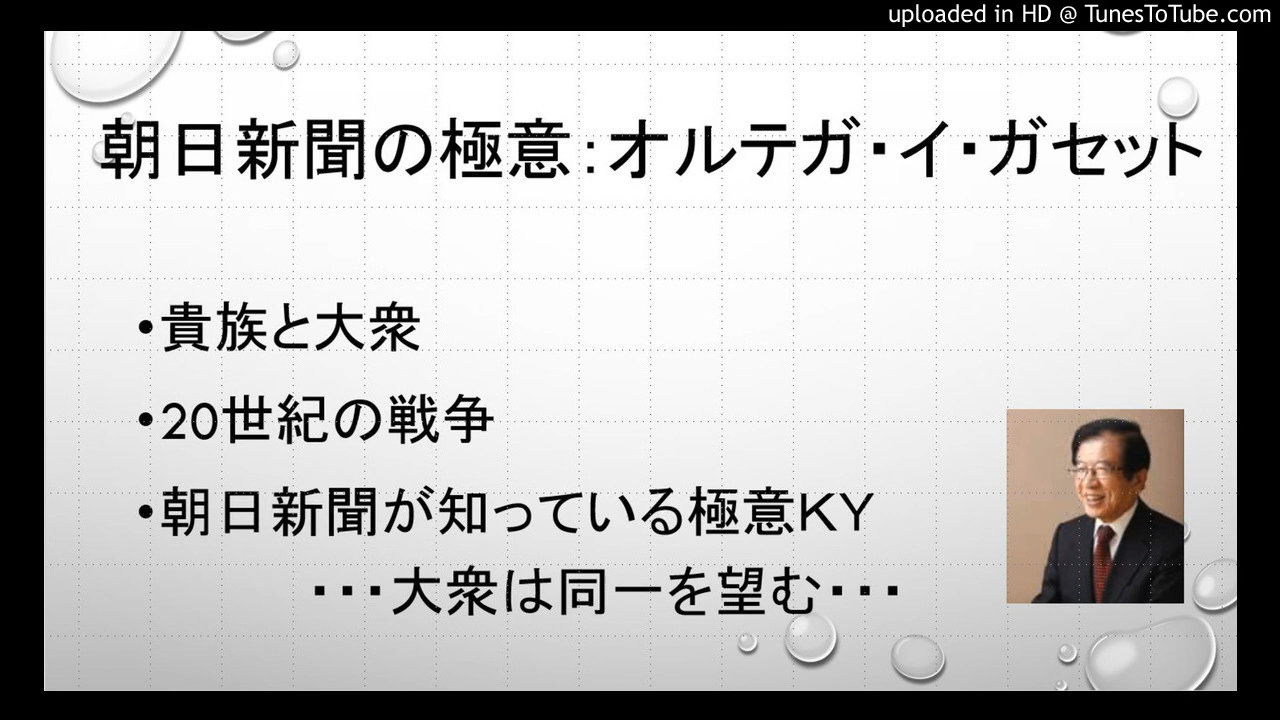 uploaded in HD @ TunesToTube.com
朝日新聞の極意：オルテガ・イ・ガセット
•貴族と大衆
•20世紀の戦争
•朝日新聞が知っている極意KY
・・・大衆は同一を望む・・・